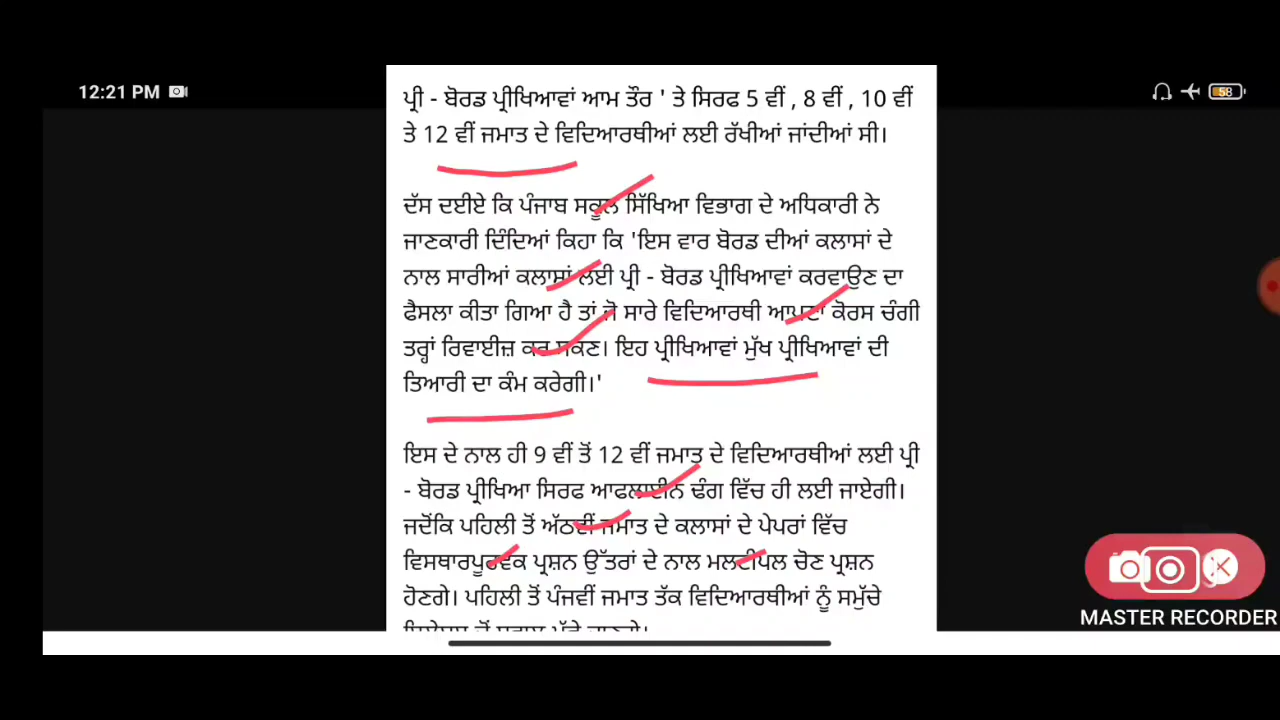 12:21 PM
58
ਪ੍ਰੀ - ਬੋਰਡ ਪ੍ਰੀਖਿਆਵਾਂ ਆਮ ਤੌਰ ' ਤੇ ਸਿਰਫ 5 ਵੀਂ , 8 ਵੀਂ , 10 ਵੀਂ
ਤੇ 12 ਵੀਂ ਜਮਾਤ ਦੇ ਵਿਦਿਆਰਥੀਆਂ ਲਈ ਰੱਖੀਆਂ ਜਾਂਦੀਆਂ ਸੀ।
ਦੱਸ ਦਈਏ ਕਿ ਪੰਜਾਬ ਸਕੂਲ ਸਿੱਖਿਆ ਵਿਭਾਗ ਦੇ ਅਧਿਕਾਰੀ ਨੇ
ਜਾਣਕਾਰੀ ਦਿੰਦਿਆਂ ਕਿਹਾ ਕਿ 'ਇਸ ਵਾਰ ਬੋਰਡ ਦੀਆਂ ਕਲਾਸਾਂ ਦੇ
ਨਾਲ ਸਾਰੀਆਂ ਕਲਾਸਾਂ ਲਈ ਪ੍ਰੀ - ਬੋਰਡ ਪ੍ਰੀਖਿਆਵਾਂ ਕਰਵਾਉਣ ਦਾ
ਫੈਸਲਾ ਕੀਤਾ ਗਿਆ ਹੈ ਤਾਂ ਜੋ ਸਾਰੇ ਵਿਦਿਆਰਥੀ ਆਪਣਾ ਕੋਰਸ ਚੰਗੀ
ਤਰ੍ਹਾਂ ਰਿਵਾਈਜ਼ ਕਰ ਸਕਣ। ਇਹ ਪ੍ਰੀਖਿਆਵਾਂ ਮੁੱਖ ਪ੍ਰੀਖਿਆਵਾਂ ਦੀ
ਤਿਆਰੀ ਦਾ ਕੰਮ ਕਰੇਗੀ।'
ਇਸ ਦੇ ਨਾਲ ਹੀ 9 ਵੀਂ ਤੋਂ 12 ਵੀਂ ਜਮਾਤ ਦੇ ਵਿਦਿਆਰਥੀਆਂ ਲਈ ਪ੍ਰੀ
- ਬੋਰਡ ਪ੍ਰੀਖਿਆ ਸਿਰਫ ਆਫਲਾਈਨ ਢੰਗ ਵਿੱਚ ਹੀ ਲਈ ਜਾਏਗੀ।
ਜਦੋਂਕਿ ਪਹਿਲੀ ਤੋਂ ਅੱਠਵੀਂ ਜਮਾਤ ਦੇ ਕਲਾਸਾਂ ਦੇ ਪੇਪਰਾਂ ਵਿੱਚ
ਵਿਸਥਾਰਪੂਰਵਕ ਪ੍ਰਸ਼ਨ ਉੱਤਰਾਂ ਦੇ ਨਾਲ ਮਲਟੀਪਲ ਚੋਣ ਪ੍ਰਸ਼ਨ
ਹੋਣਗੇ। ਪਹਿਲੀ ਤੋਂ ਪੰਜਵੀਂ ਜਮਾਤ ਤੱਕ ਵਿਦਿਆਰਥੀਆਂ ਨੂੰ ਸਮੁੱਚੇ
MASTER RECORDER